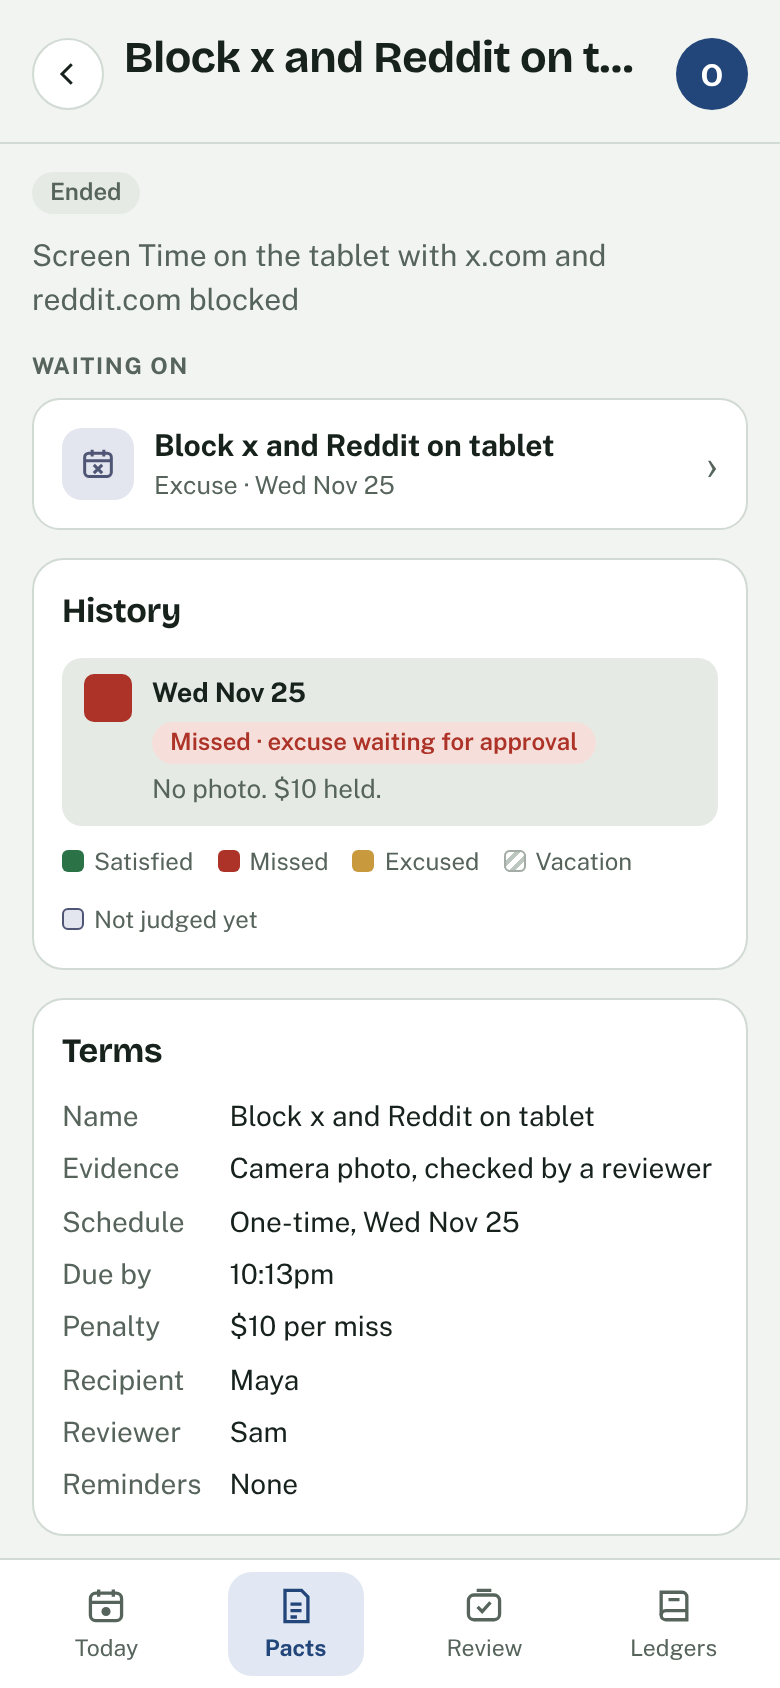 Block x and Reddit on t...
O
Ended
Screen Time on the tablet with x.com and
reddit.com blocked
WAITING ON
Block x and Reddit on tablet
Excuse · Wed Nov 25
History
Wed Nov 25
Missed · excuse waiting for approval
No photo. $10 held.
Satisfied Missed Excused Vacation
Not judged yet
Terms
Name Block x and Reddit on tablet
Evidence Camera photo, checked by a reviewer
Schedule One-time, Wed Nov 25
Due by 10:13pm
Penalty $10 per miss
Recipient Maya
Reviewer Sam
Reminders None
Today Pacts Review Ledgers